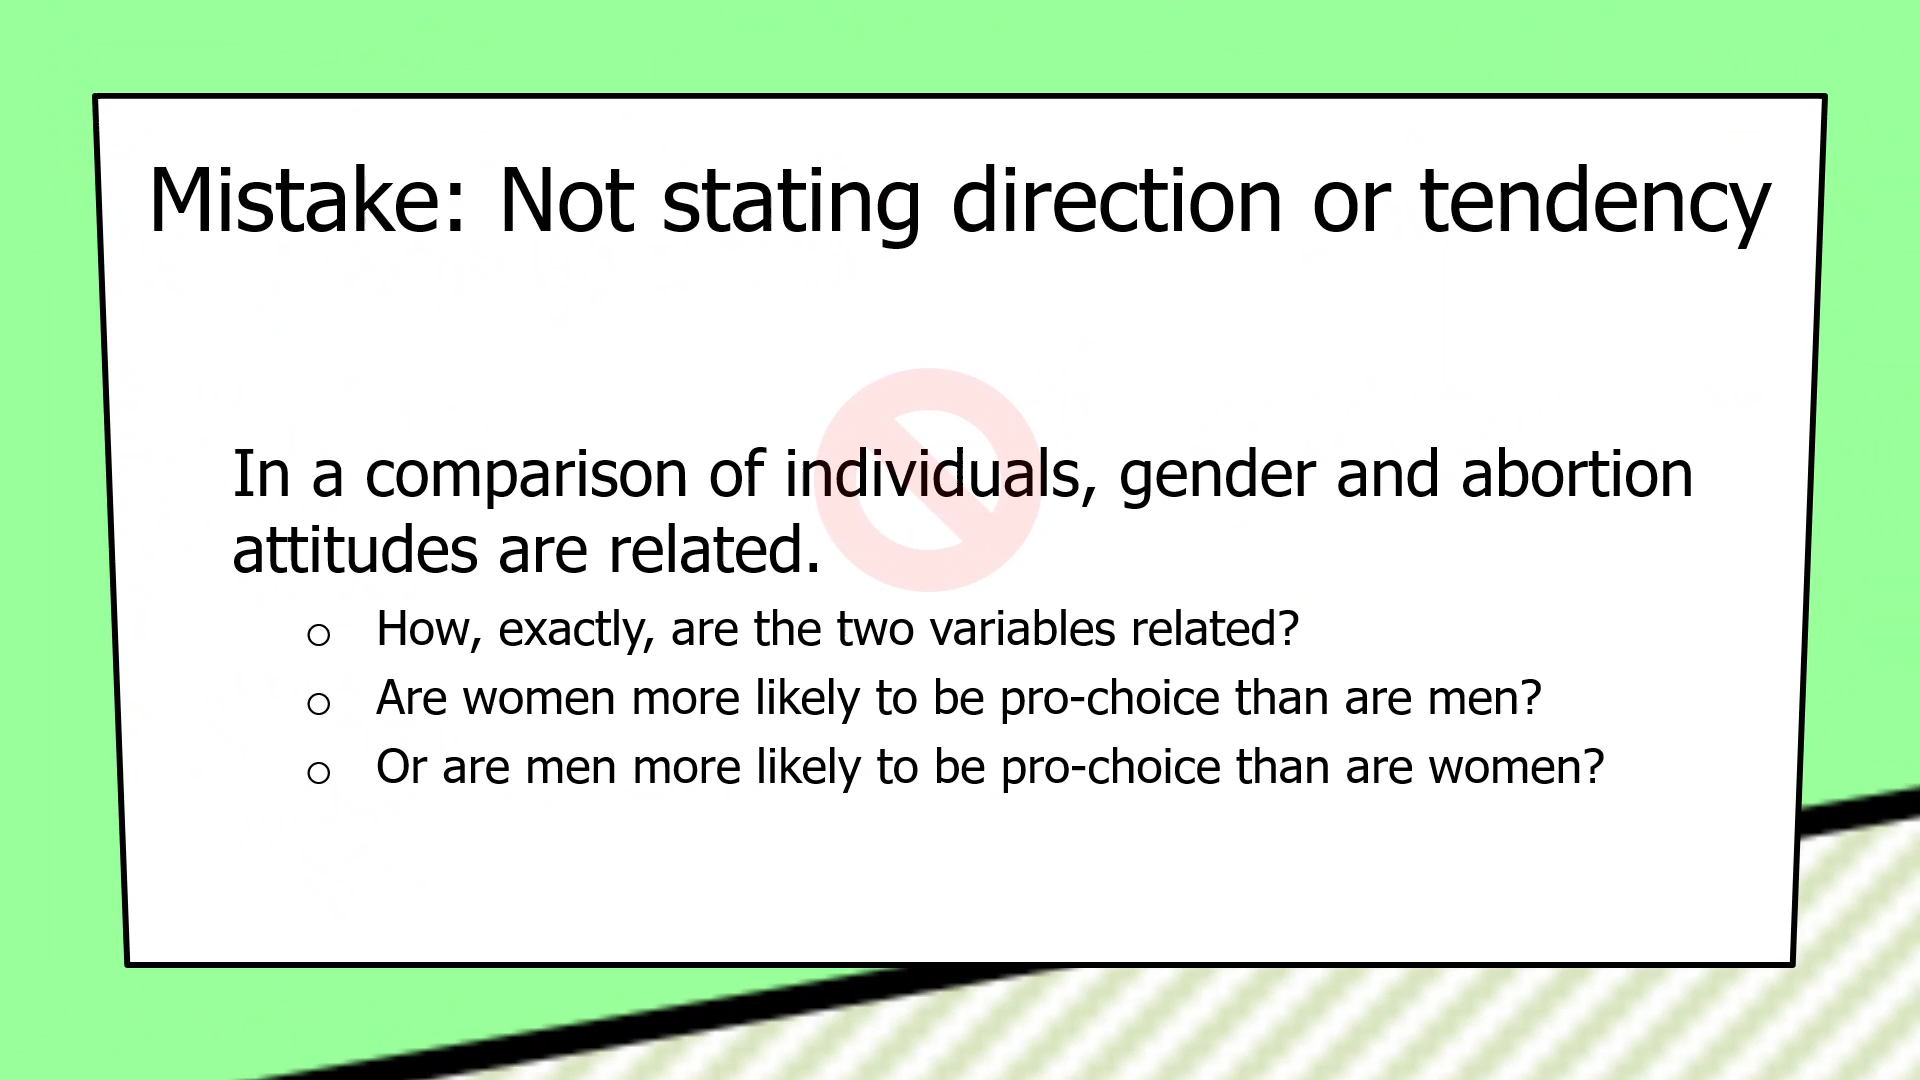 Mistake: Not stating direction or tendency
In a comparison of individuals, gender and abortion
attitudes are related.
○ How, exactly, are the two variables related?
○ Are women more likely to be pro-choice than are men?
○ Or are men more likely to be pro-choice than are women?